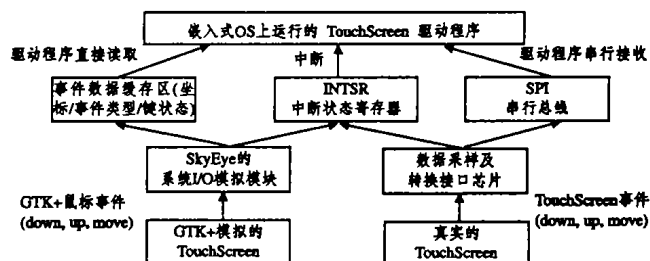 嵌入式OS上运行的 TouchScreen 驱动程序
驱动程序直接读取
中断
驱动程序串行接收
事件数据缓存区(坐
标/事件类型/键状态)
INTSR
中断状态寄存器
SPI
串行总线
SkyEye的
系统I/O模拟模块
数据采样及
转换接口芯片
GTK+鼠标事件
(down, up, move)
TouchScreen事件
(down, up, move)
GTK+模拟的
TouchScreen
真实的
TouchScreen